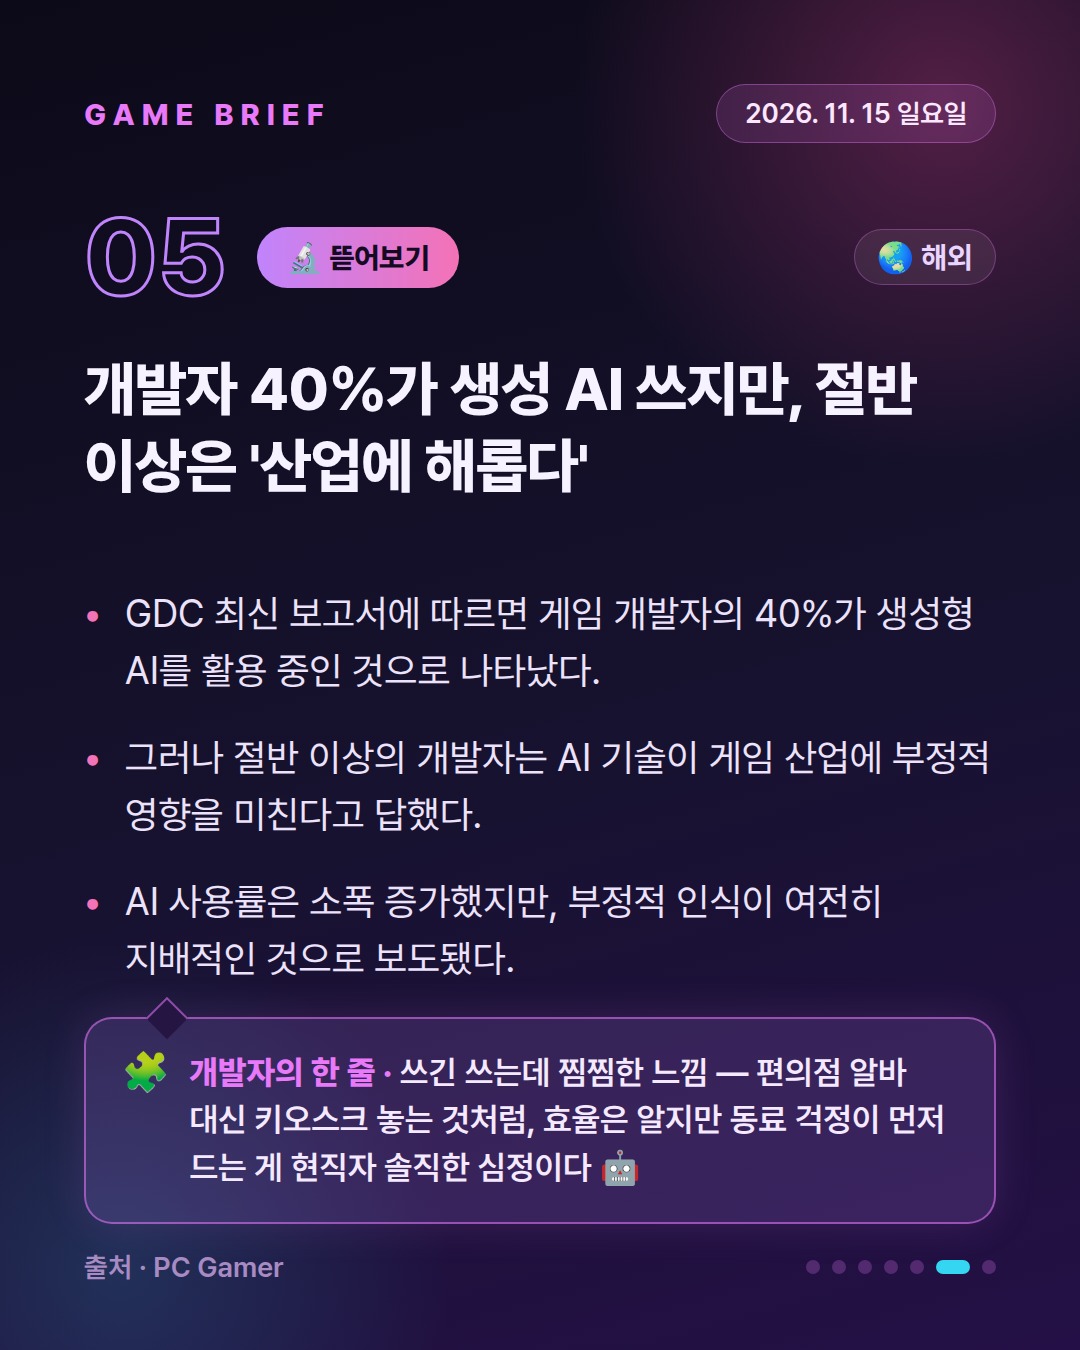 GAME BRIEF
2026. 11. 15 일요일
05
뜯어보기
해외
개발자 40%가 생성 AI 쓰지만, 절반
이상은 '산업에 해롭다'
• GDC 최신 보고서에 따르면 게임 개발자의 40%가 생성형
AI를 활용 중인 것으로 나타났다.
• 그러나 절반 이상의 개발자는 AI 기술이 게임 산업에 부정적
영향을 미친다고 답했다.
• AI 사용률은 소폭 증가했지만, 부정적 인식이 여전히
지배적인 것으로 보도됐다.
개발자의 한 줄 · 쓰긴 쓰는데 찜찜한 느낌 — 편의점 알바
대신 키오스크 놓는 것처럼, 효율은 알지만 동료 걱정이 먼저
드는 게 현직자 솔직한 심정이다 🤖
출처 · PC Gamer